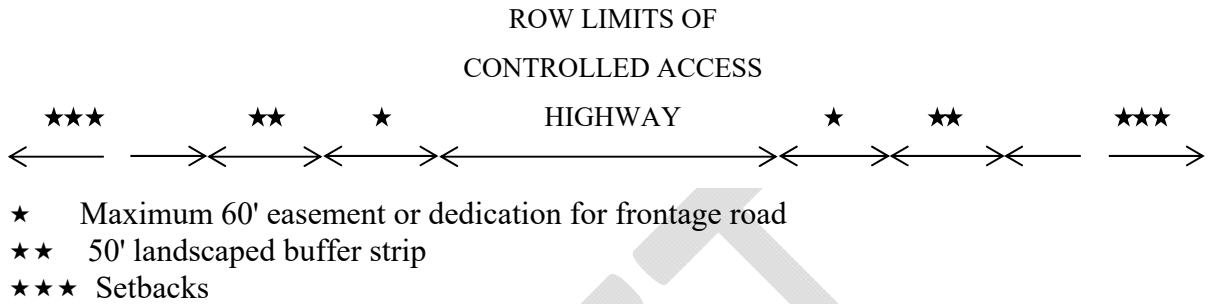 ROW LIMITS OF
CONTROLLED ACCESS
★★★ ★★ ★ HIGHWAY ★ ★★ ★★★
★ Maximum 60' easement or dedication for frontage road
★★ 50' landscaped buffer strip
★★★ Setbacks